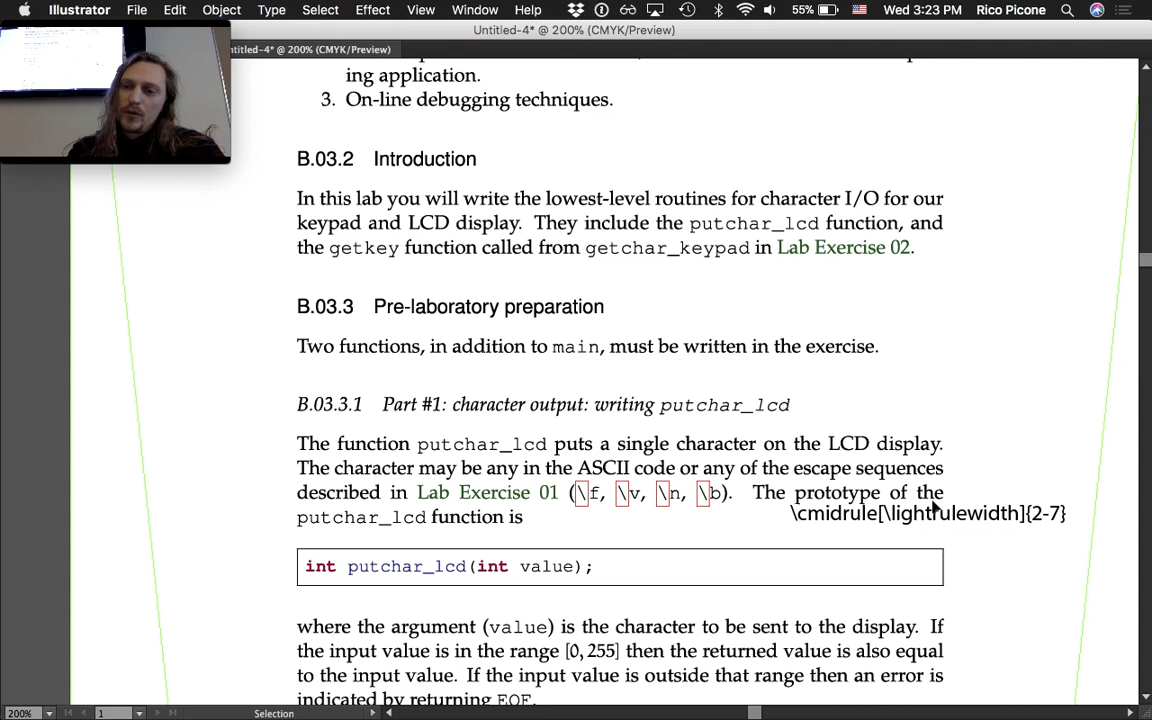 Illustrator File Edit Object Type Select Effect View Window Help 55% Wed 3:23 PM Rico Picone
Untitled-4* @ 200% (CMYK/Preview)
ntitled-4* @ 200% (CMYK/Preview)
ing application.
3. On-line debugging techniques.
B.03.2 Introduction
In this lab you will write the lowest-level routines for character I/O for our
keypad and LCD display. They include the putchar_lcd function, and
the getkey function called from getchar_keypad in Lab Exercise 02.
B.03.3 Pre-laboratory preparation
Two functions, in addition to main, must be written in the exercise.
B.03.3.1 Part #1: character output: writing putchar_lcd
The function putchar_lcd puts a single character on the LCD display.
The character may be any in the ASCII code or any of the escape sequences
described in Lab Exercise 01 (\f, \v, \n, \b). The prototype of the
putchar_lcd function is
\cmidrule[\lightrulewidth]{2-7}
int putchar_lcd(int value);
where the argument (value) is the character to be sent to the display. If
the input value is in the range [0, 255] then the returned value is also equal
to the input value. If the input value is outside that range then an error is
indicated by returning EOF.
200% 1 Selection